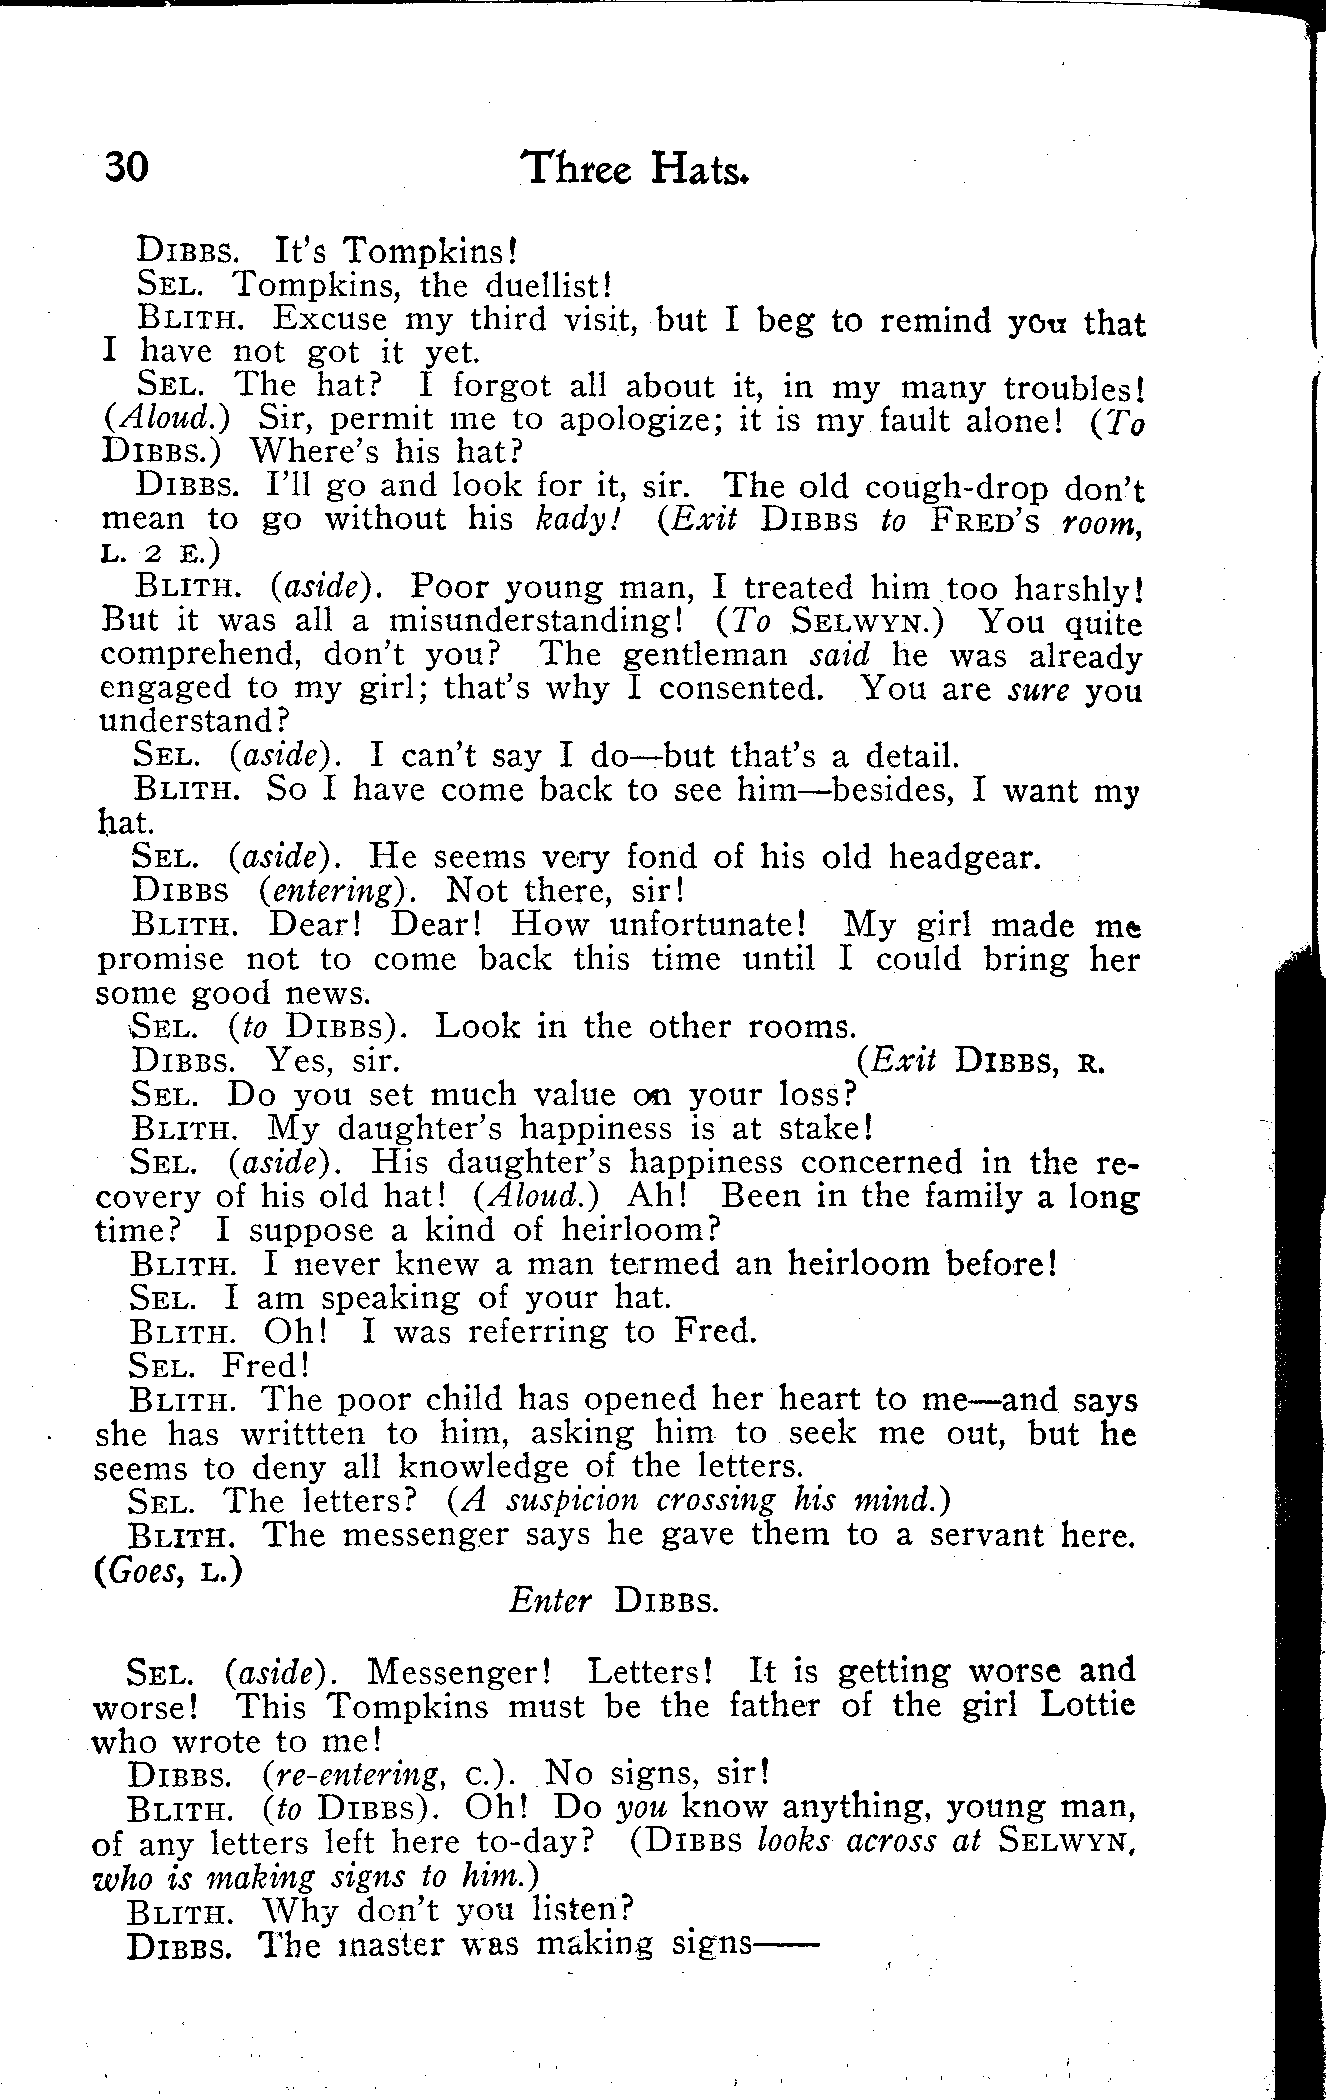 30 Three Hats.
DIBBS. It's Tompkins!
SEL. Tompkins, the duellist!
BLITH. Excuse my third visit, but I beg to remind you that
I have not got it yet.
SEL. The hat? I forgot all about it, in my many troubles!
(Aloud.) Sir, permit me to apologize; it is my fault alone! (To
DIBBS.) Where's his hat?
DIBBS. I'll go and look for it, sir. The old cough-drop don't
mean to go without his kady! (Exit DIBBS to FRED'S room,
L. 2 E.)
BLITH. (aside). Poor young man, I treated him too harshly!
But it was all a misunderstanding! (To SELWYN.) You quite
comprehend, don't you? The gentleman said he was already
engaged to my girl; that's why I consented. You are sure you
understand?
SEL. (aside). I can't say I do—but that's a detail.
BLITH. So I have come back to see him—besides, I want my
hat.
SEL. (aside). He seems very fond of his old headgear.
DIBBS (entering). Not there, sir!
BLITH. Dear! Dear! How unfortunate! My girl made me
promise not to come back this time until I could bring her
some good news.
SEL. (to DIBBS). Look in the other rooms.
DIBBS. Yes, sir. (Exit DIBBS, R.
SEL. Do you set much value on your loss?
BLITH. My daughter's happiness is at stake!
SEL. (aside). His daughter's happiness concerned in the re-
covery of his old hat! (Aloud.) Ah! Been in the family a long
time? I suppose a kind of heirloom?
BLITH. I never knew a man termed an heirloom before!
SEL. I am speaking of your hat.
BLITH. Oh! I was referring to Fred.
SEL. Fred!
BLITH. The poor child has opened her heart to me—and says
she has writtten to him, asking him to seek me out, but he
seems to deny all knowledge of the letters.
SEL. The letters? (A suspicion crossing his mind.)
BLITH. The messenger says he gave them to a servant here.
(Goes, L.)
Enter DIBBS.
SEL. (aside). Messenger! Letters! It is getting worse and
worse! This Tompkins must be the father of the girl Lottie
who wrote to me!
DIBBS. (re-entering, C.). No signs, sir!
BLITH. (to DIBBS). Oh! Do you know anything, young man,
of any letters left here to-day? (DIBBS looks across at SELWYN,
who is making signs to him.)
BLITH. Why don't you listen?
DIBBS. The master was making signs——